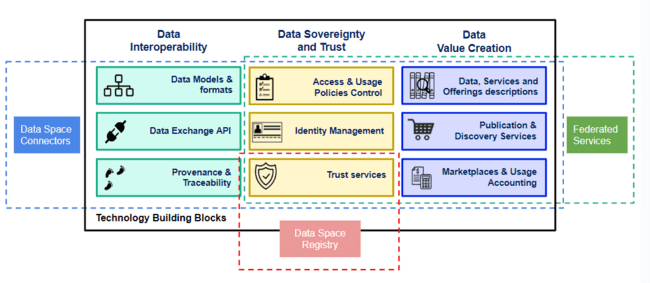 Data
Interoperability
Data Sovereignty
and Trust
Data
Value Creation
Data Models &
formats
Access & Usage
Policies Control
Data, Services and
Offerings descriptions
Data Space
Connectors
Data Exchange API
Identity Management
Publication &
Discovery Services
Federated
Services
Provenance &
Traceability
Trust services
Marketplaces & Usage
Accounting
Technology Building Blocks
Data Space
Registry